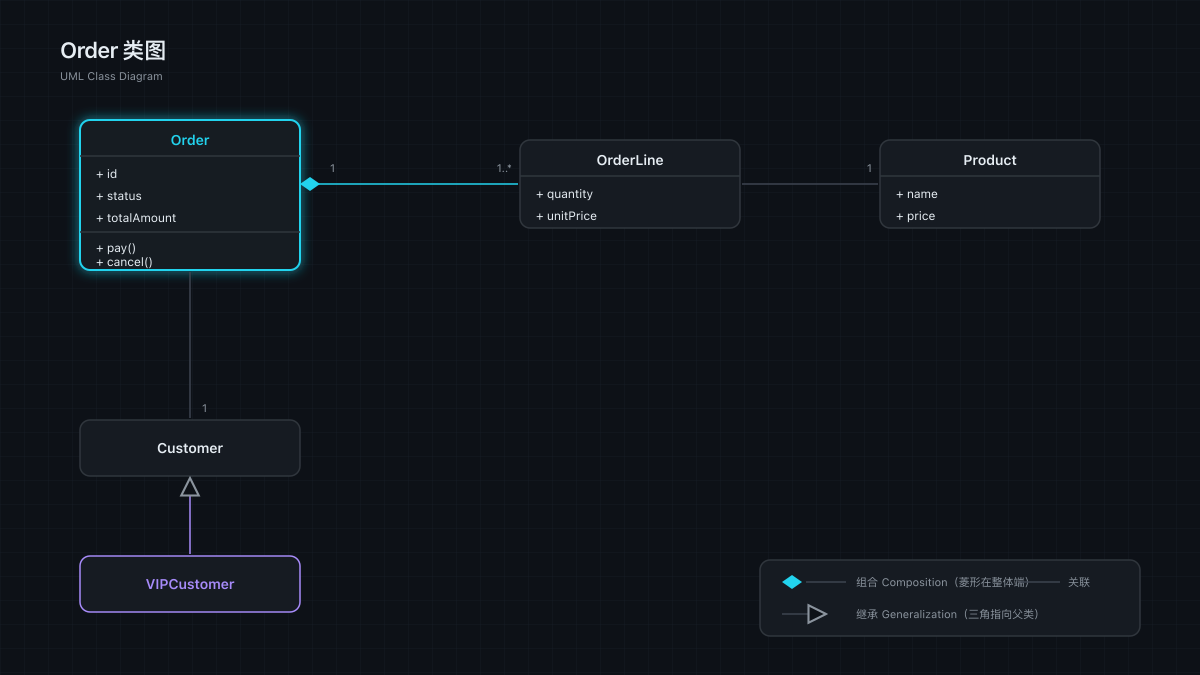 Order 类图
UML Class Diagram
Order
+ id
+ status
+ totalAmount
+ pay()
+ cancel()
1
1..*
OrderLine
+ quantity
+ unitPrice
1
Product
+ name
+ price
1
Customer
VIPCustomer
组合 Composition（菱形在整体端）
关联
继承 Generalization（三角指向父类）